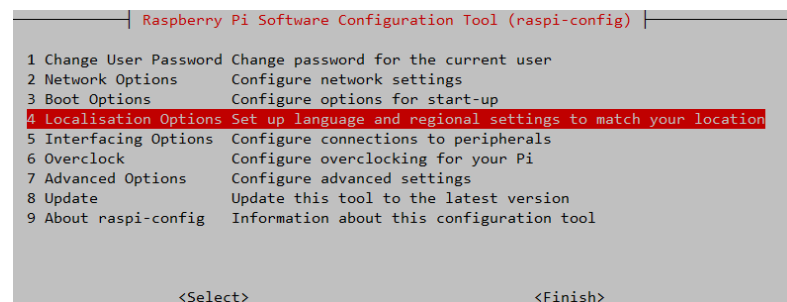 Raspberry Pi Software Configuration Tool (raspi-config)
1 Change User Password Change password for the current user
2 Network Options Configure network settings
3 Boot Options Configure options for start-up
4 Localisation Options Set up language and regional settings to match your location
5 Interfacing Options Configure connections to peripherals
6 Overclock Configure overclocking for your Pi
7 Advanced Options Configure advanced settings
8 Update Update this tool to the latest version
9 About raspi-config Information about this configuration tool
<Select> <Finish>